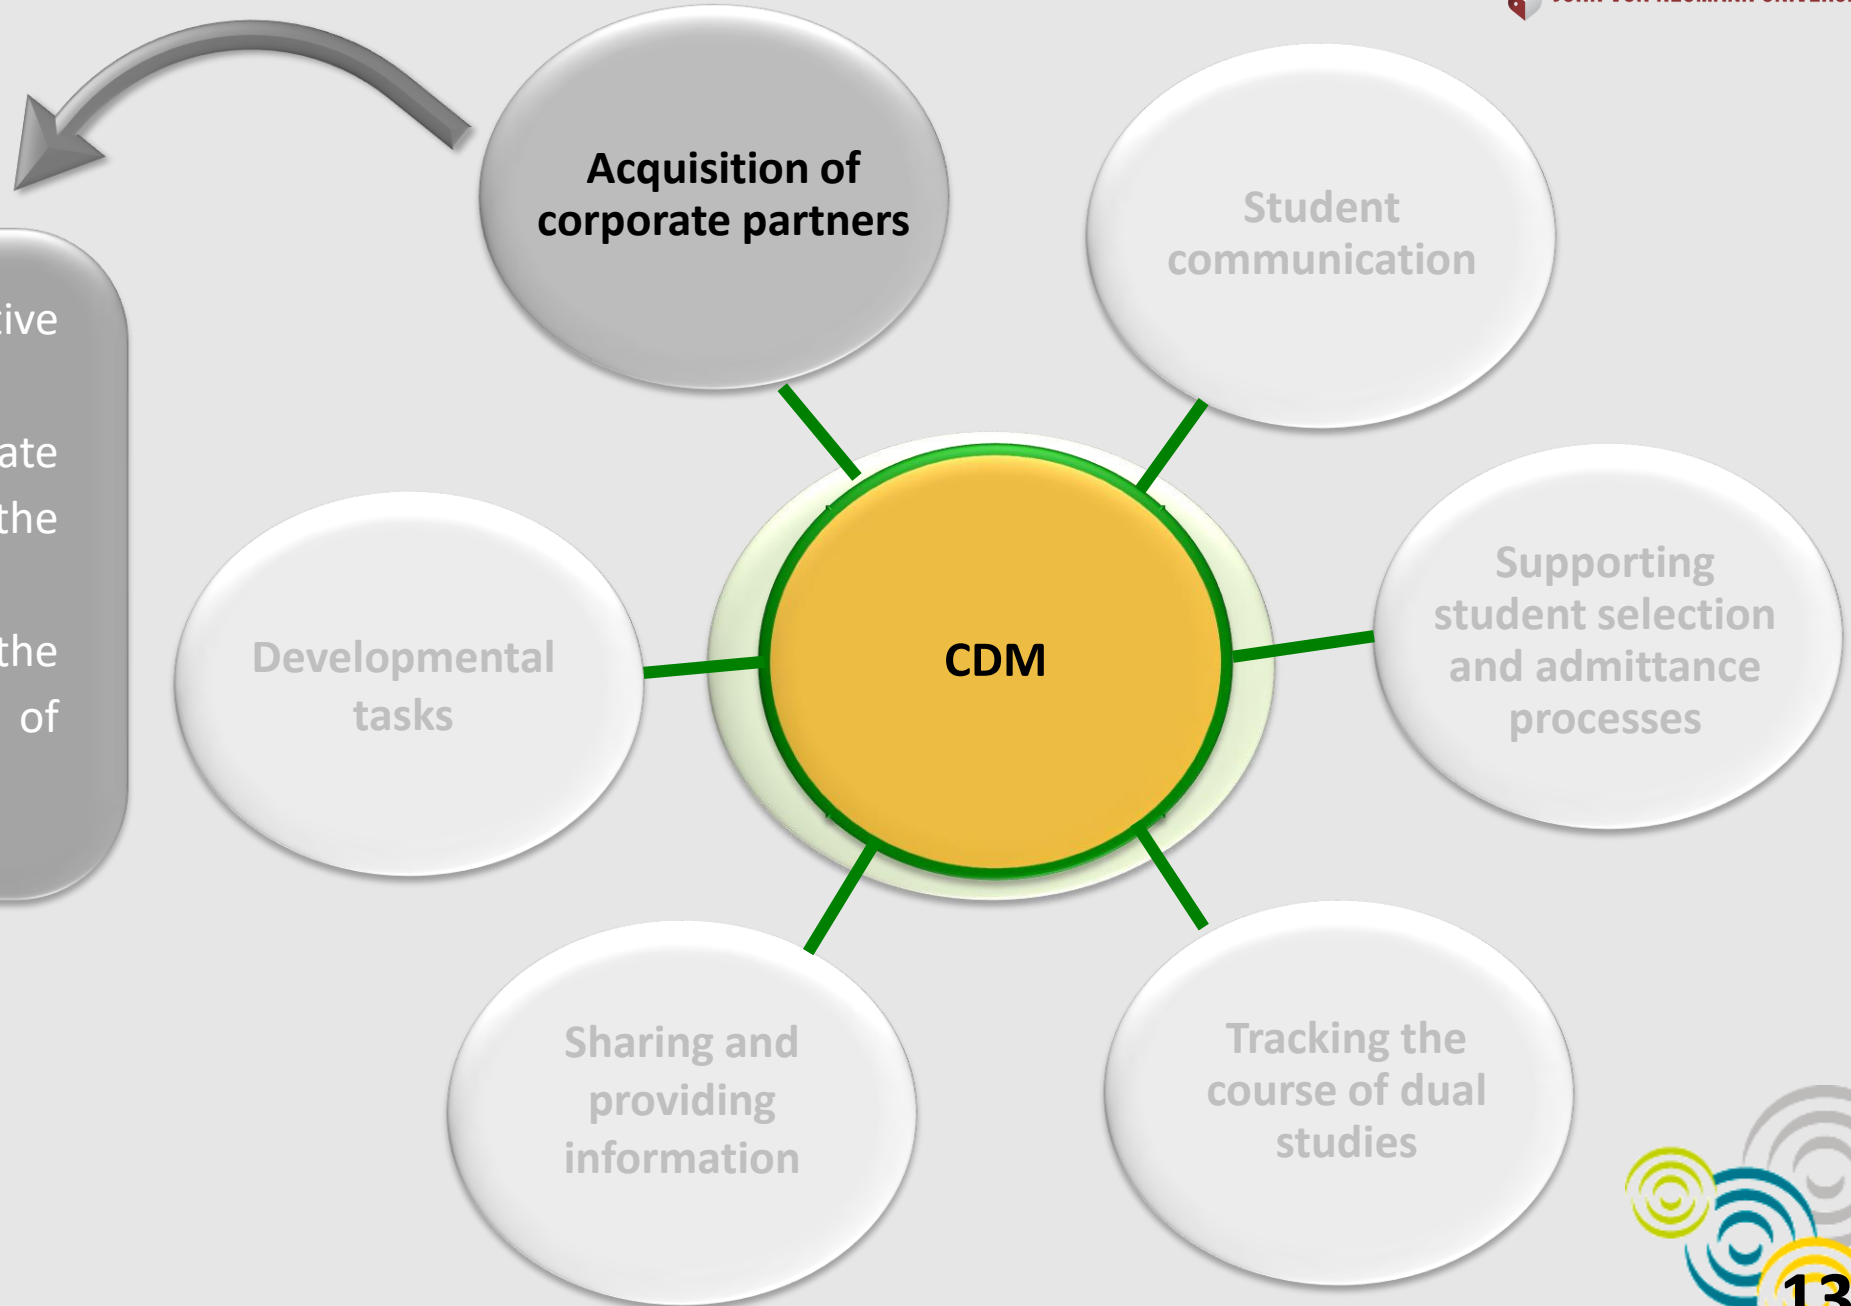 Acquisition of
corporate partners
Student
communication
ate
the
the
of
Developmental
tasks
CDM
Supporting
student selection
and admittance
processes
Sharing and
providing
information
Tracking the
course of dual
studies
13